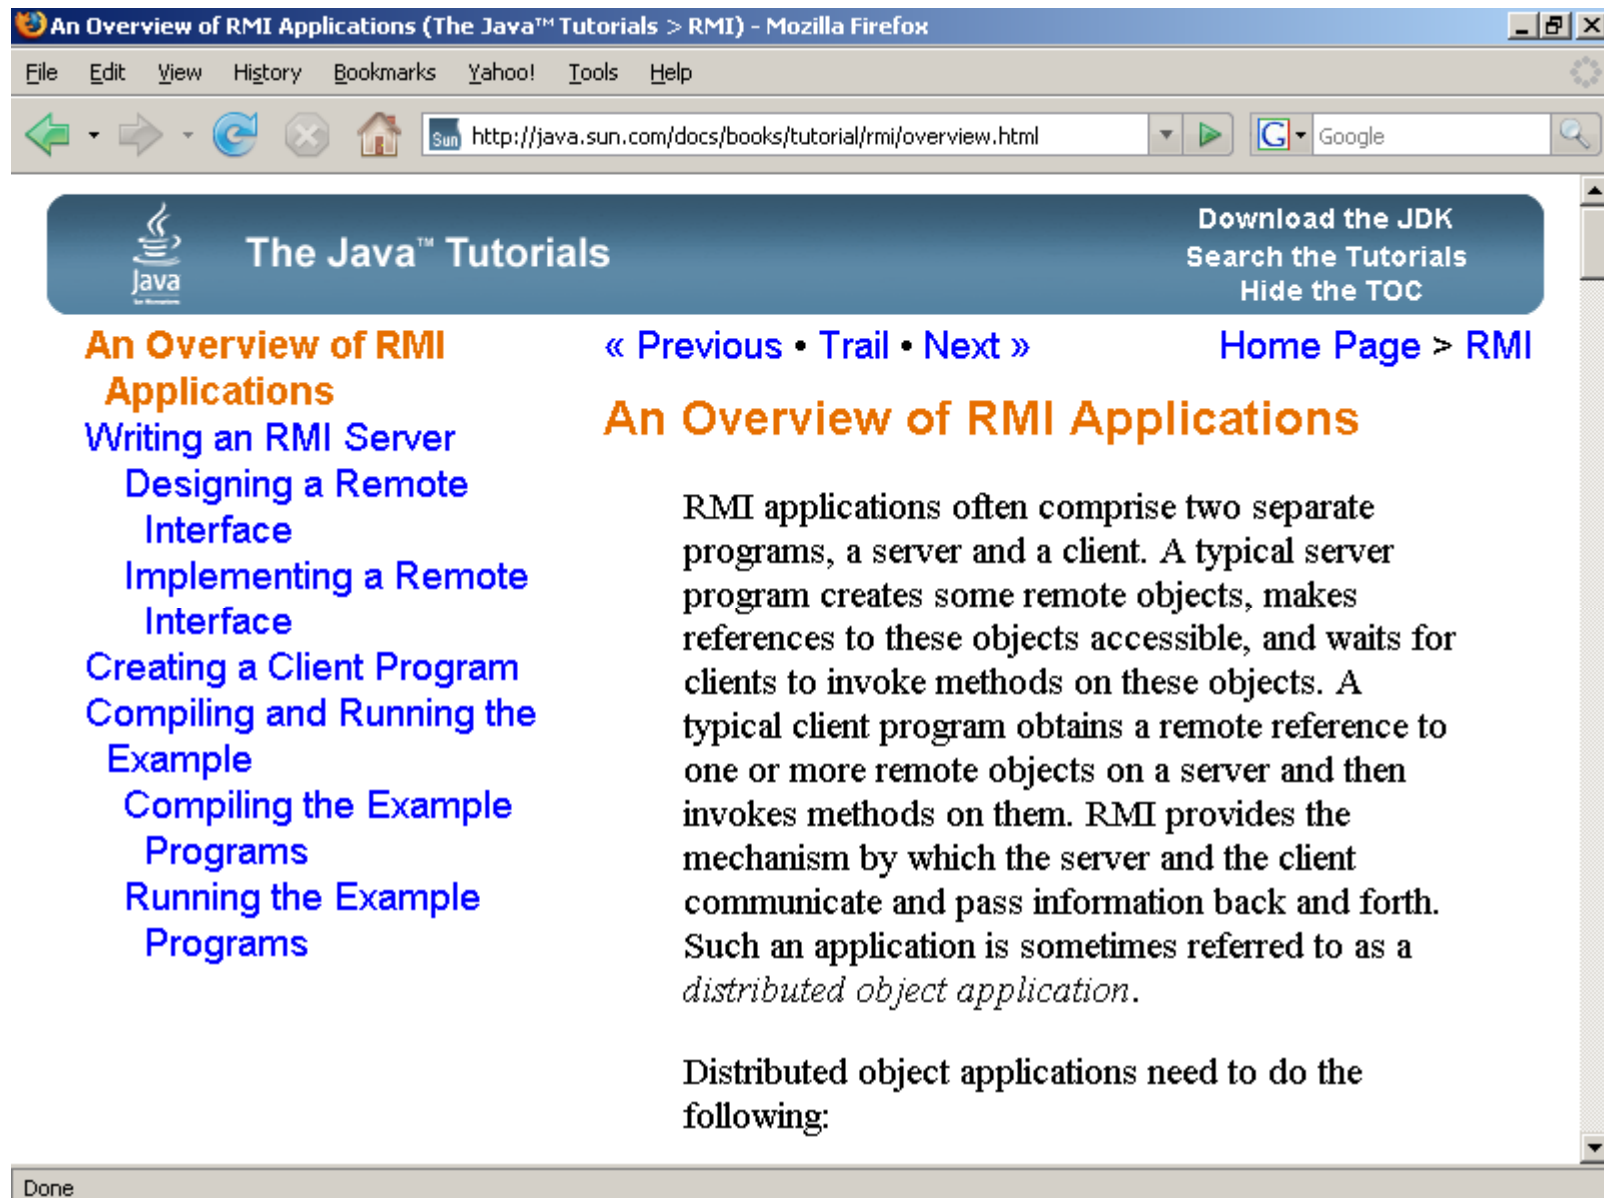 An Overview of RMI Applications (The Java™ Tutorials > RMI) - Mozilla Firefox
File Edit View History Bookmarks Yahoo! Tools Help
Sun http://java.sun.com/docs/books/tutorial/rmi/overview.html G Google
Java
The Java™ Tutorials
Download the JDK
Search the Tutorials
Hide the TOC
An Overview of RMI
Applications
Writing an RMI Server
Designing a Remote
Interface
Implementing a Remote
Interface
Creating a Client Program
Compiling and Running the
Example
Compiling the Example
Programs
Running the Example
Programs
« Previous • Trail • Next » Home Page > RMI
An Overview of RMI Applications
RMI applications often comprise two separate
programs, a server and a client. A typical server
program creates some remote objects, makes
references to these objects accessible, and waits for
clients to invoke methods on these objects. A
typical client program obtains a remote reference to
one or more remote objects on a server and then
invokes methods on them. RMI provides the
mechanism by which the server and the client
communicate and pass information back and forth.
Such an application is sometimes referred to as a
distributed object application.
Distributed object applications need to do the
following:
Done